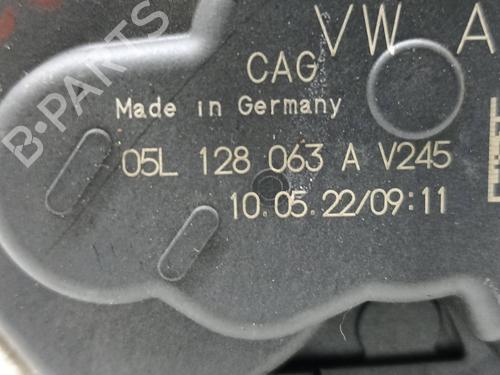 VW A
CAG
Made in Germany
05L 128 063 A V245
10.05.22/09:11
B-PARTS